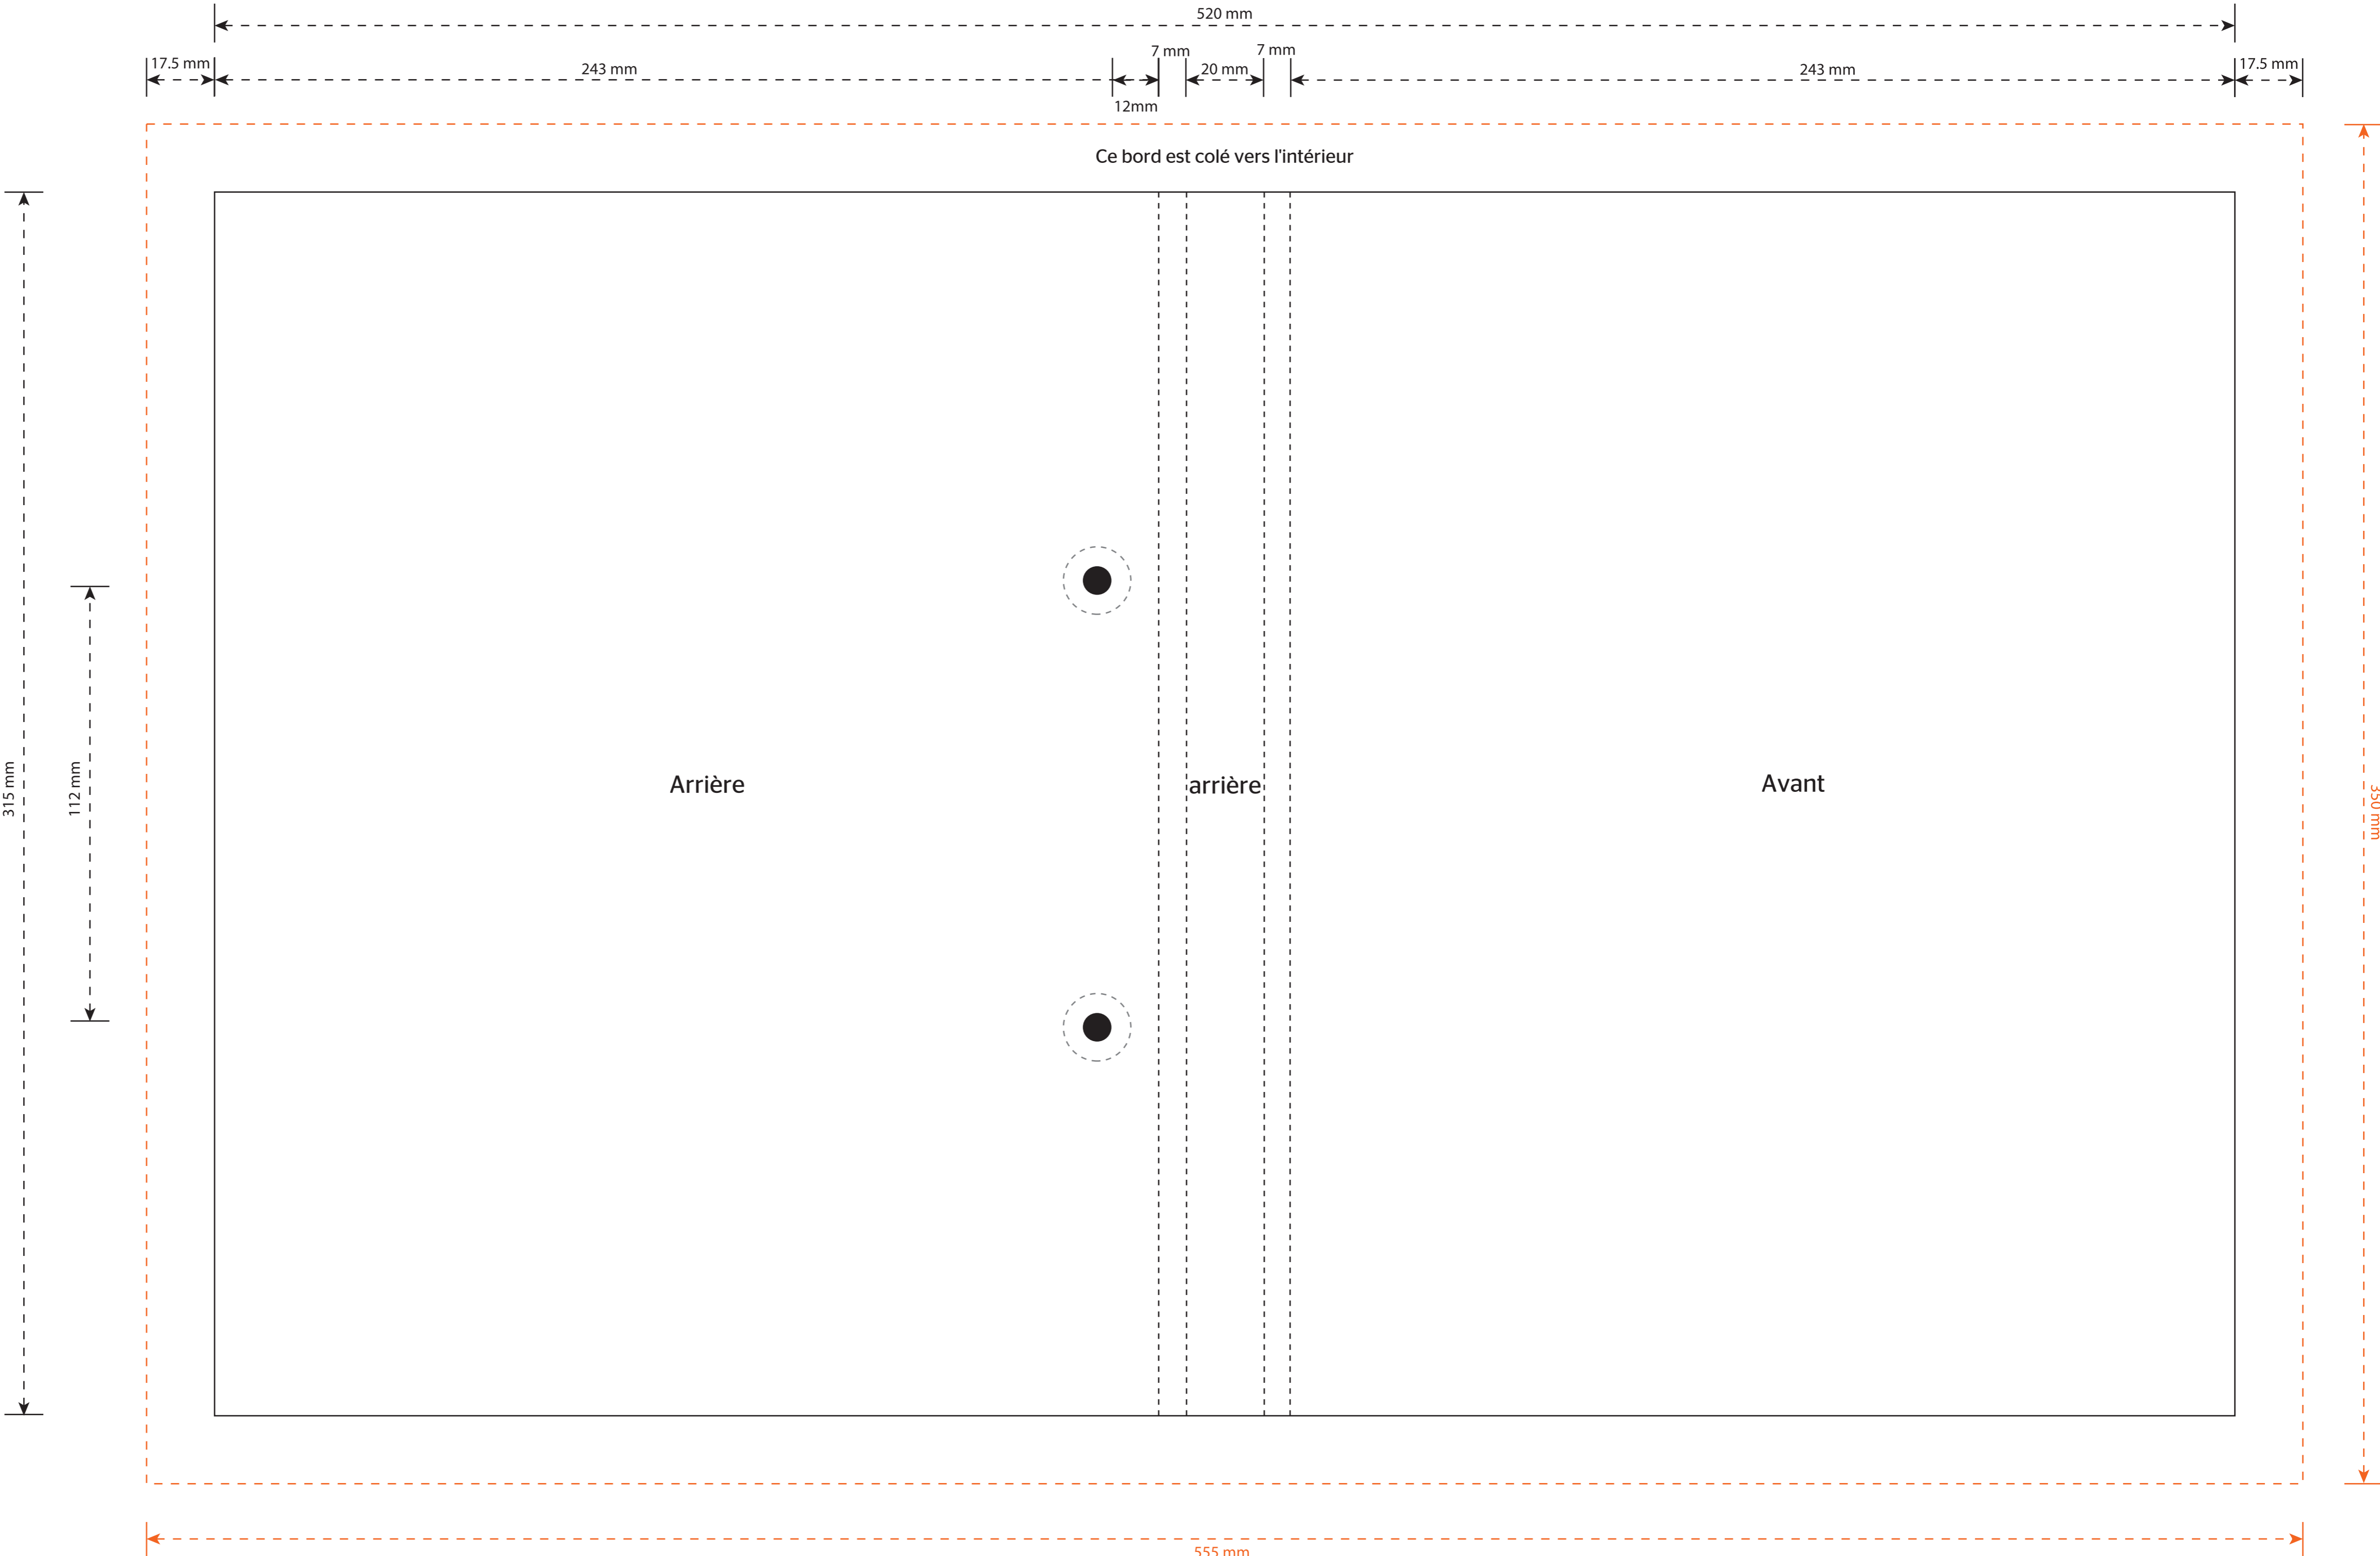 520 mm
17.5 mm
243 mm
7 mm
20 mm
7 mm
243 mm
17.5 mm
12mm
Ce bord est colé vers l'intérieur
315 mm
112 mm
Arrière
arrière
Avant
350 mm
555 mm